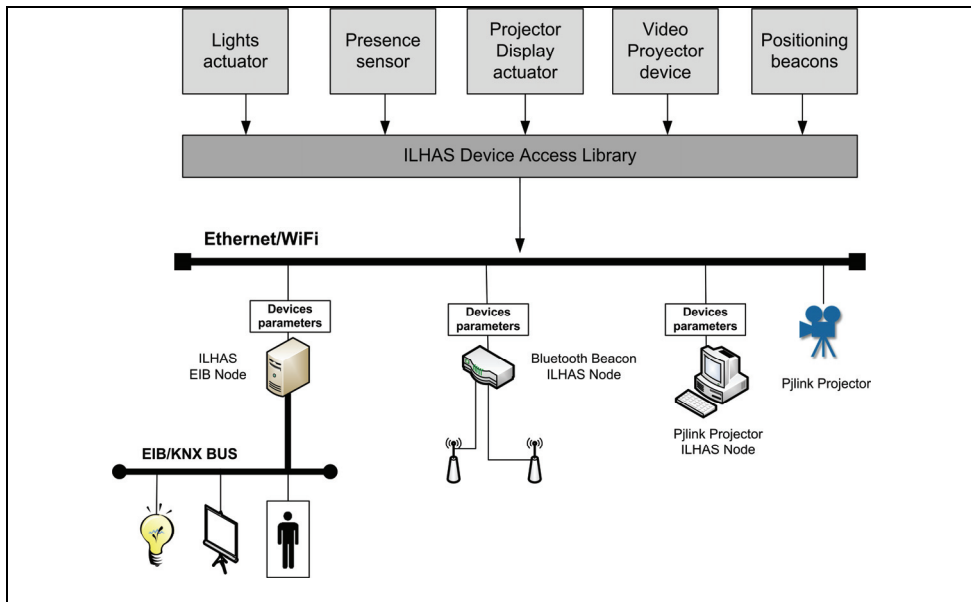 Lights
actuator
Presence
sensor
Projector
Display
actuator
Video
Proyector
device
Positioning
beacons
ILHAS Device Access Library
Ethernet/WiFi
Devices
parameters
Devices
parameters
Devices
parameters
ILHAS
EIB Node
Bluetooth Beacon
ILHAS Node
Pjlink Projector
ILHAS Node
Pjlink Projector
EIB/KNX BUS